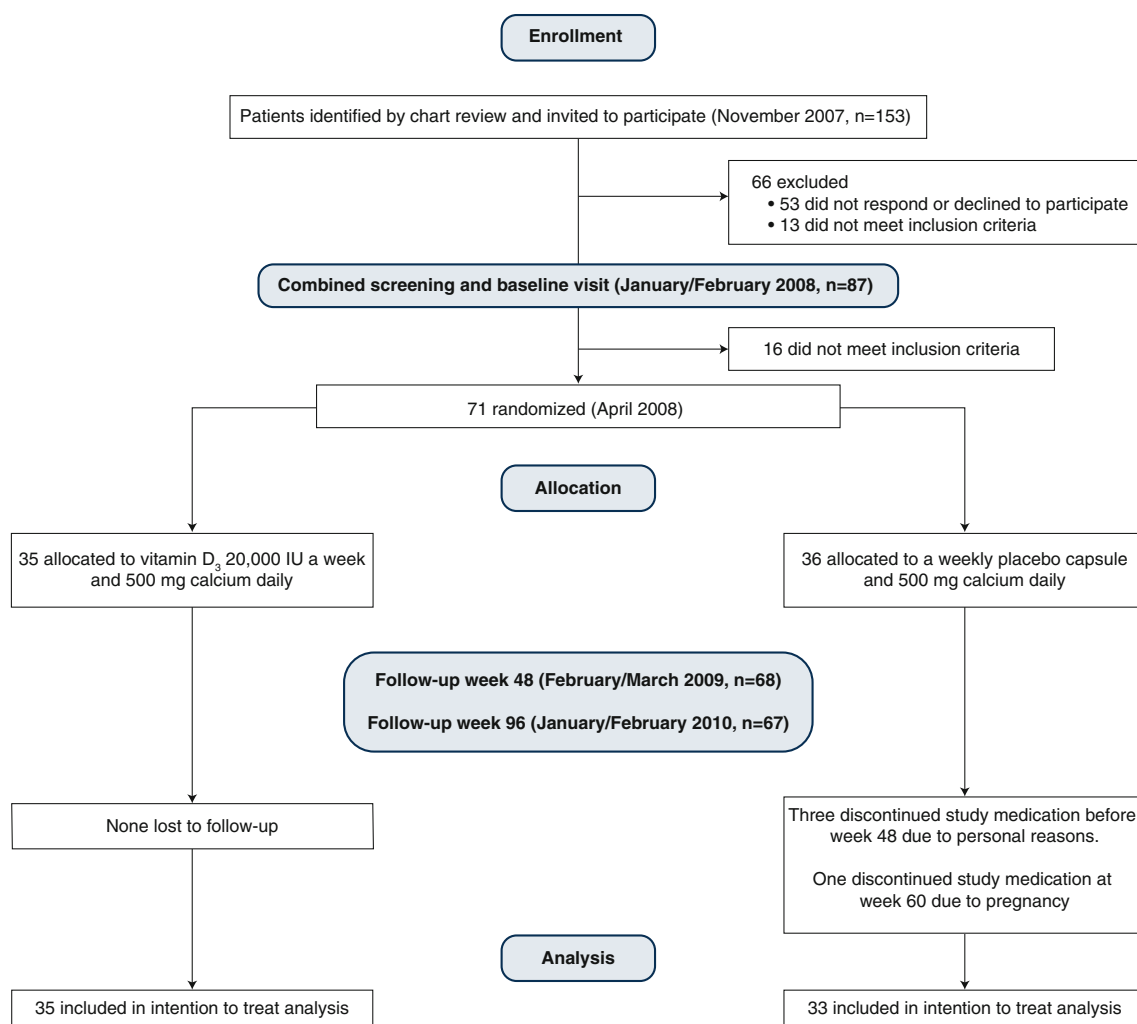 Enrollment
Patients identified by chart review and invited to participate (November 2007, n=153)
66 excluded
• 53 did not respond or declined to participate
• 13 did not meet inclusion criteria
Combined screening and baseline visit (January/February 2008, n=87)
16 did not meet inclusion criteria
71 randomized (April 2008)
Allocation
35 allocated to vitamin D₃ 20,000 IU a week
and 500 mg calcium daily
36 allocated to a weekly placebo capsule
and 500 mg calcium daily
Follow-up week 48 (February/March 2009, n=68)
Follow-up week 96 (January/February 2010, n=67)
None lost to follow-up
Three discontinued study medication before
week 48 due to personal reasons.
One discontinued study medication at
week 60 due to pregnancy
Analysis
35 included in intention to treat analysis
33 included in intention to treat analysis